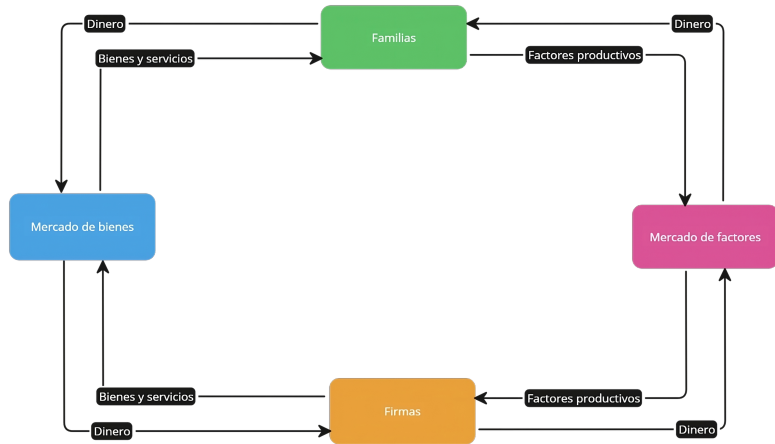 Dinero
Familias
Dinero
Bienes y servicios
Factores productivos
Mercado de bienes
Mercado de factores
Bienes y servicios
Firmas
Factores productivos
Dinero
Dinero